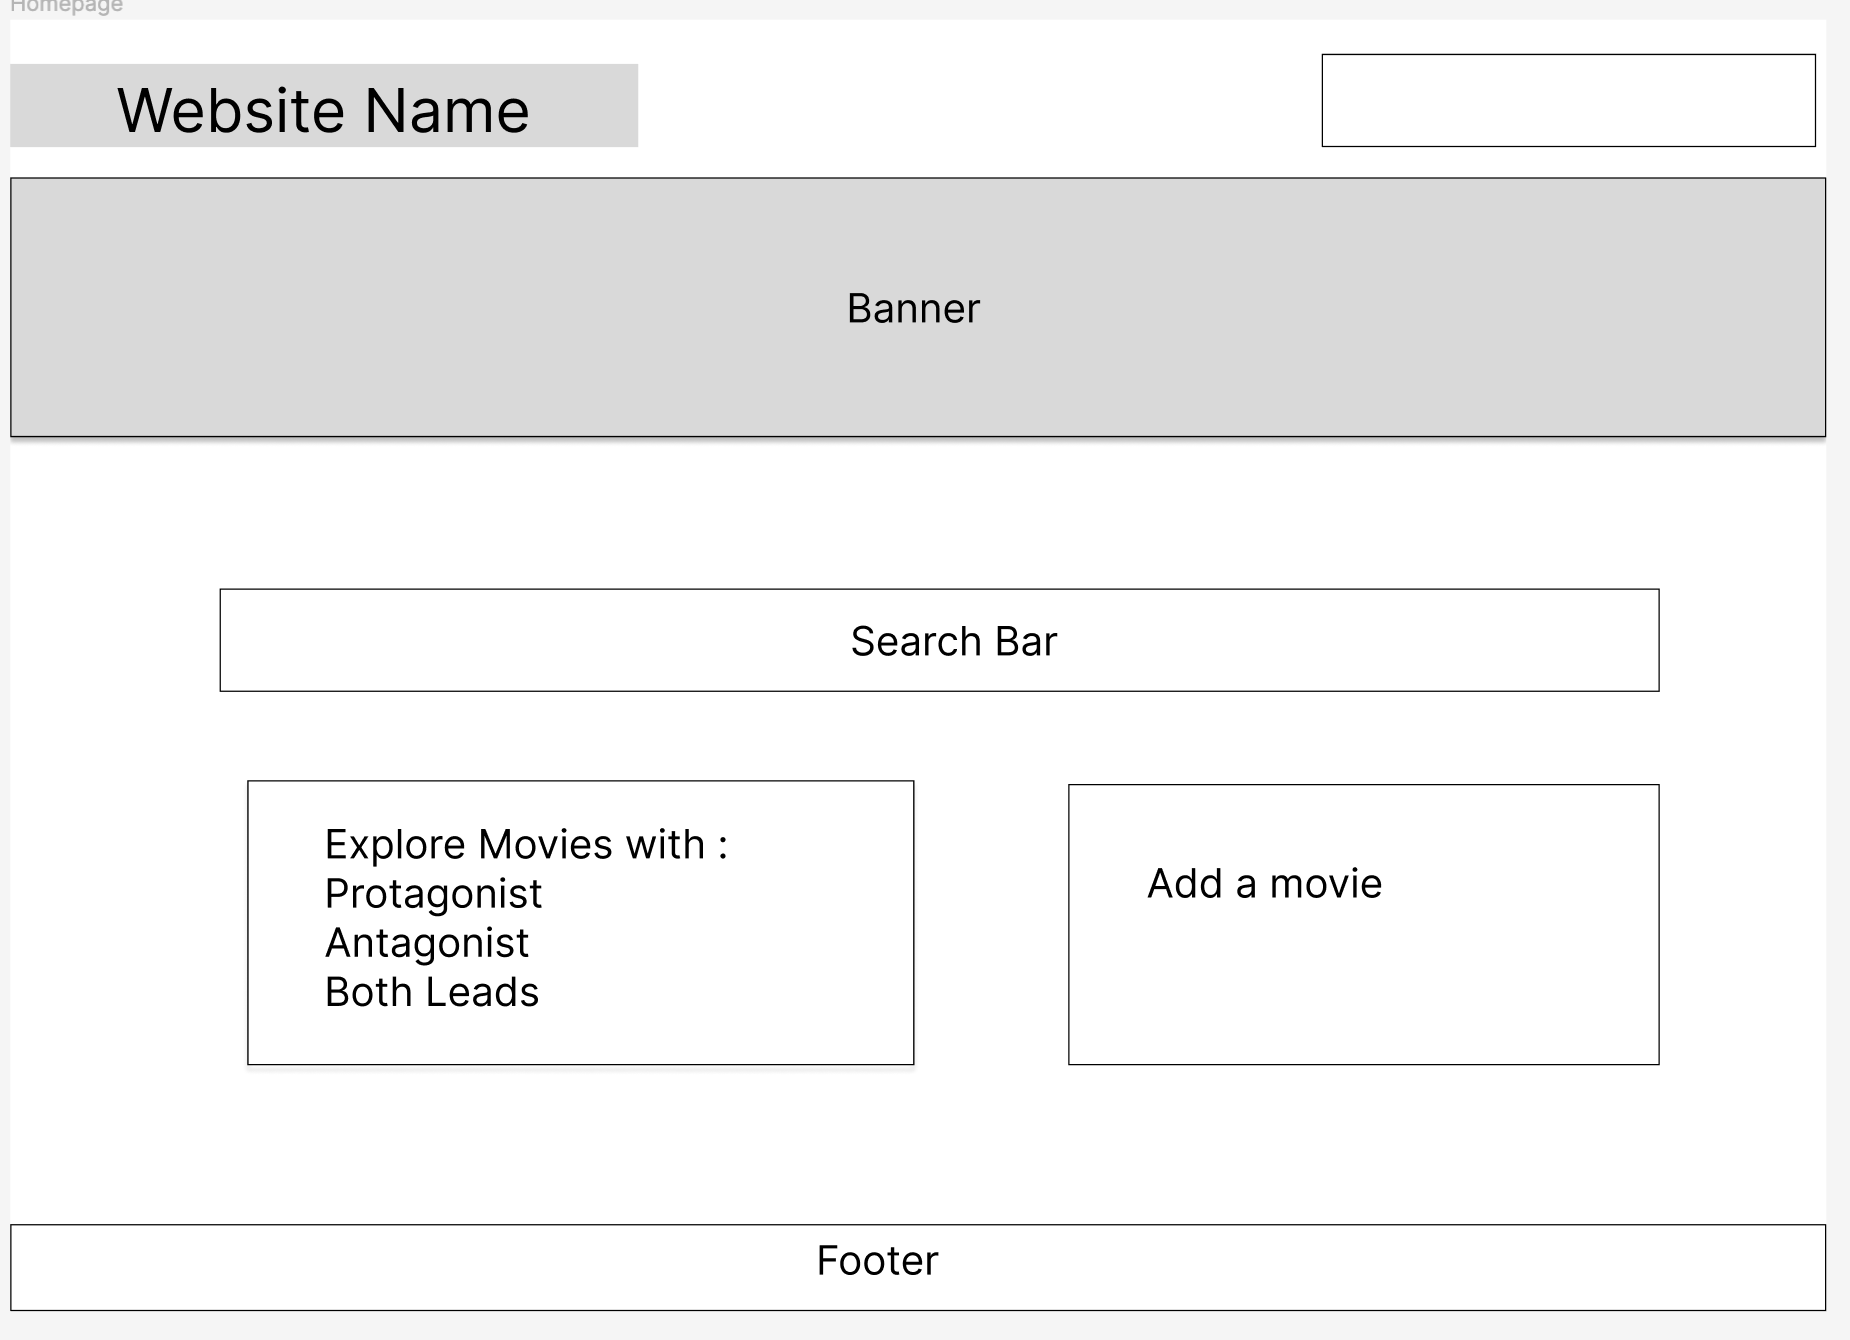 Homepage
Website Name
Banner
Search Bar
Explore Movies with :
Protagonist
Antagonist
Both Leads
Add a movie
Footer